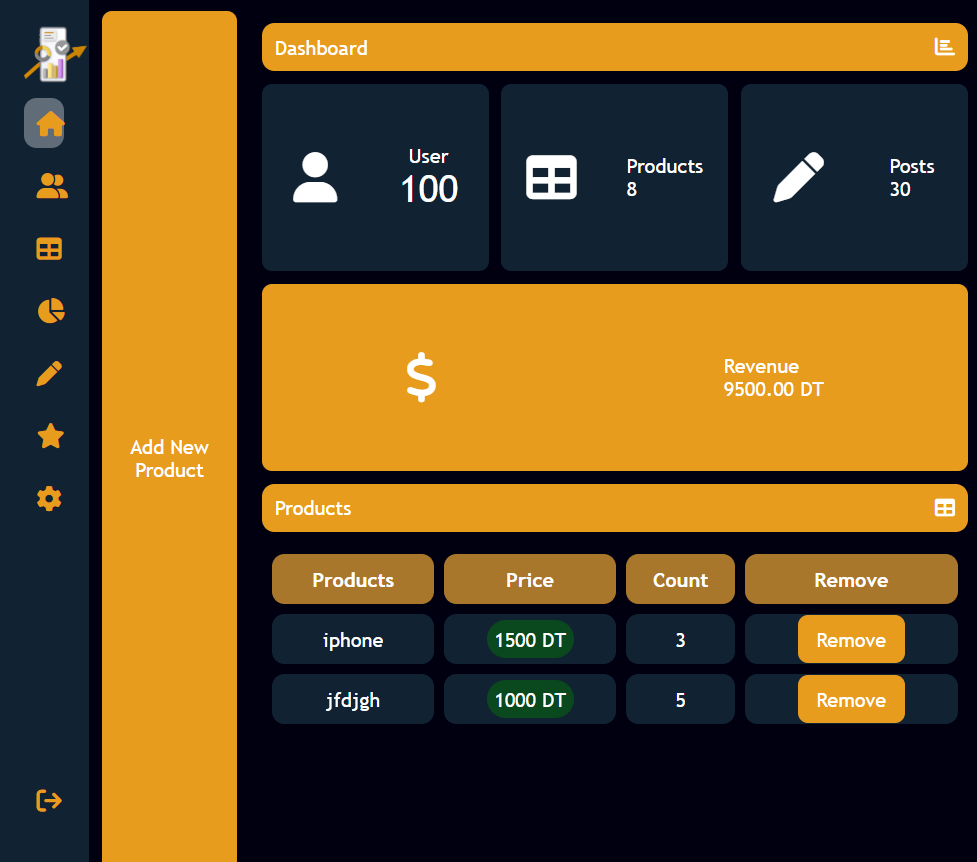 Add New
Product
Dashboard
User
100
Products
8
Posts
30
Revenue
9500.00 DT
Products
Products Price Count Remove
iphone 1500 DT 3 Remove
jfdjgh 1000 DT 5 Remove